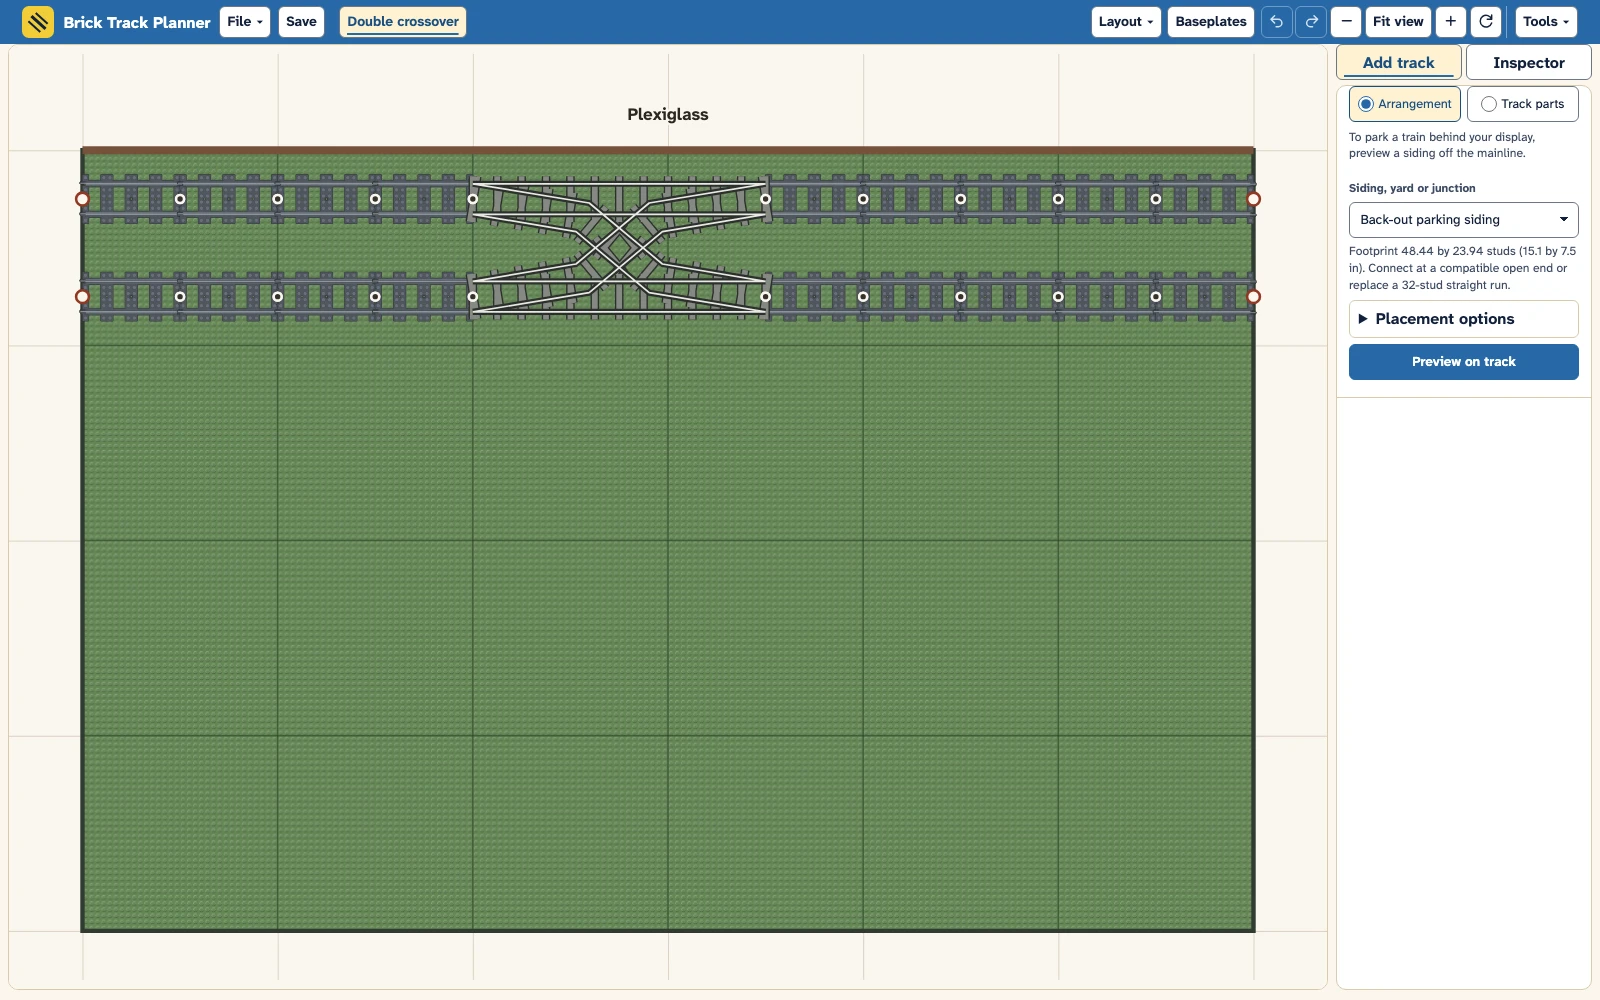 Brick Track Planner
File
Save
Double crossover
Layout
Baseplates
Fit view
Tools
Add track
Inspector
Arrangement
Track parts
To park a train behind your display,
preview a siding off the mainline.
Siding, yard or junction
Back-out parking siding
Footprint 48.44 by 23.94 studs (15.1 by 7.5
in). Connect at a compatible open end or
replace a 32-stud straight run.
Placement options
Preview on track
Plexiglass